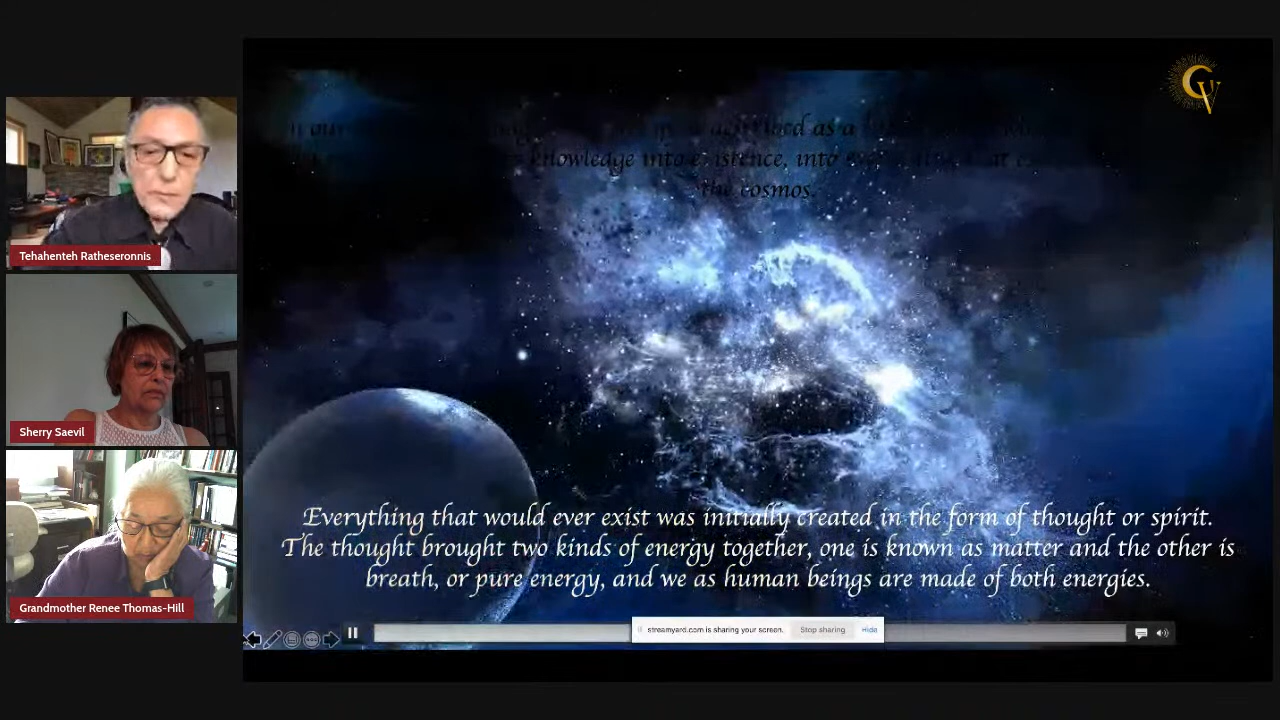 Tehahenteh Ratheseronnis
Sherry Saevil
Grandmother Renee Thomas-Hill
as a
knowledge into existence, into
the cosmos.
Everything that would ever exist was initially created in the form of thought or spirit.
The thought brought two kinds of energy together, one is known as matter and the other is
breath, or pure energy, and we as human beings are made of both energies.
streamyard.com is sharing your screen.
Stop sharing
Hide